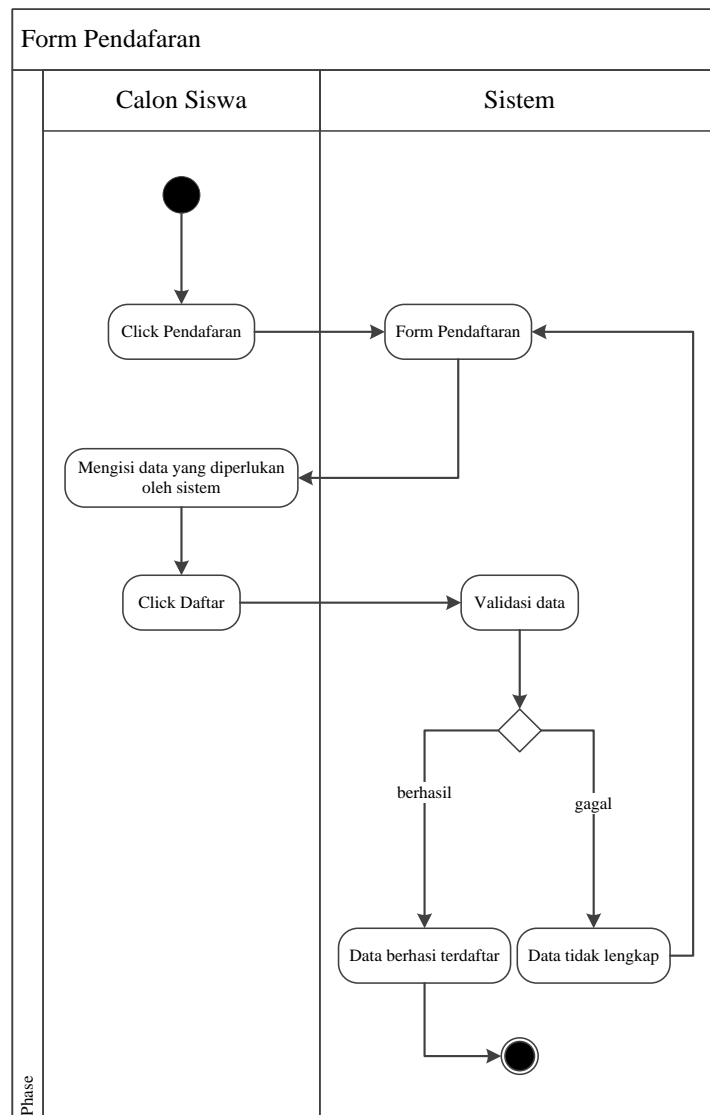 Form Pendafaran
Calon Siswa
Sistem
Click Pendafaran
Form Pendaftaran
Mengisi data yang diperlukan
oleh sistem
Click Daftar
Validasi data
berhasil
gagal
Data berhasi terdaftar
Data tidak lengkap
Phase